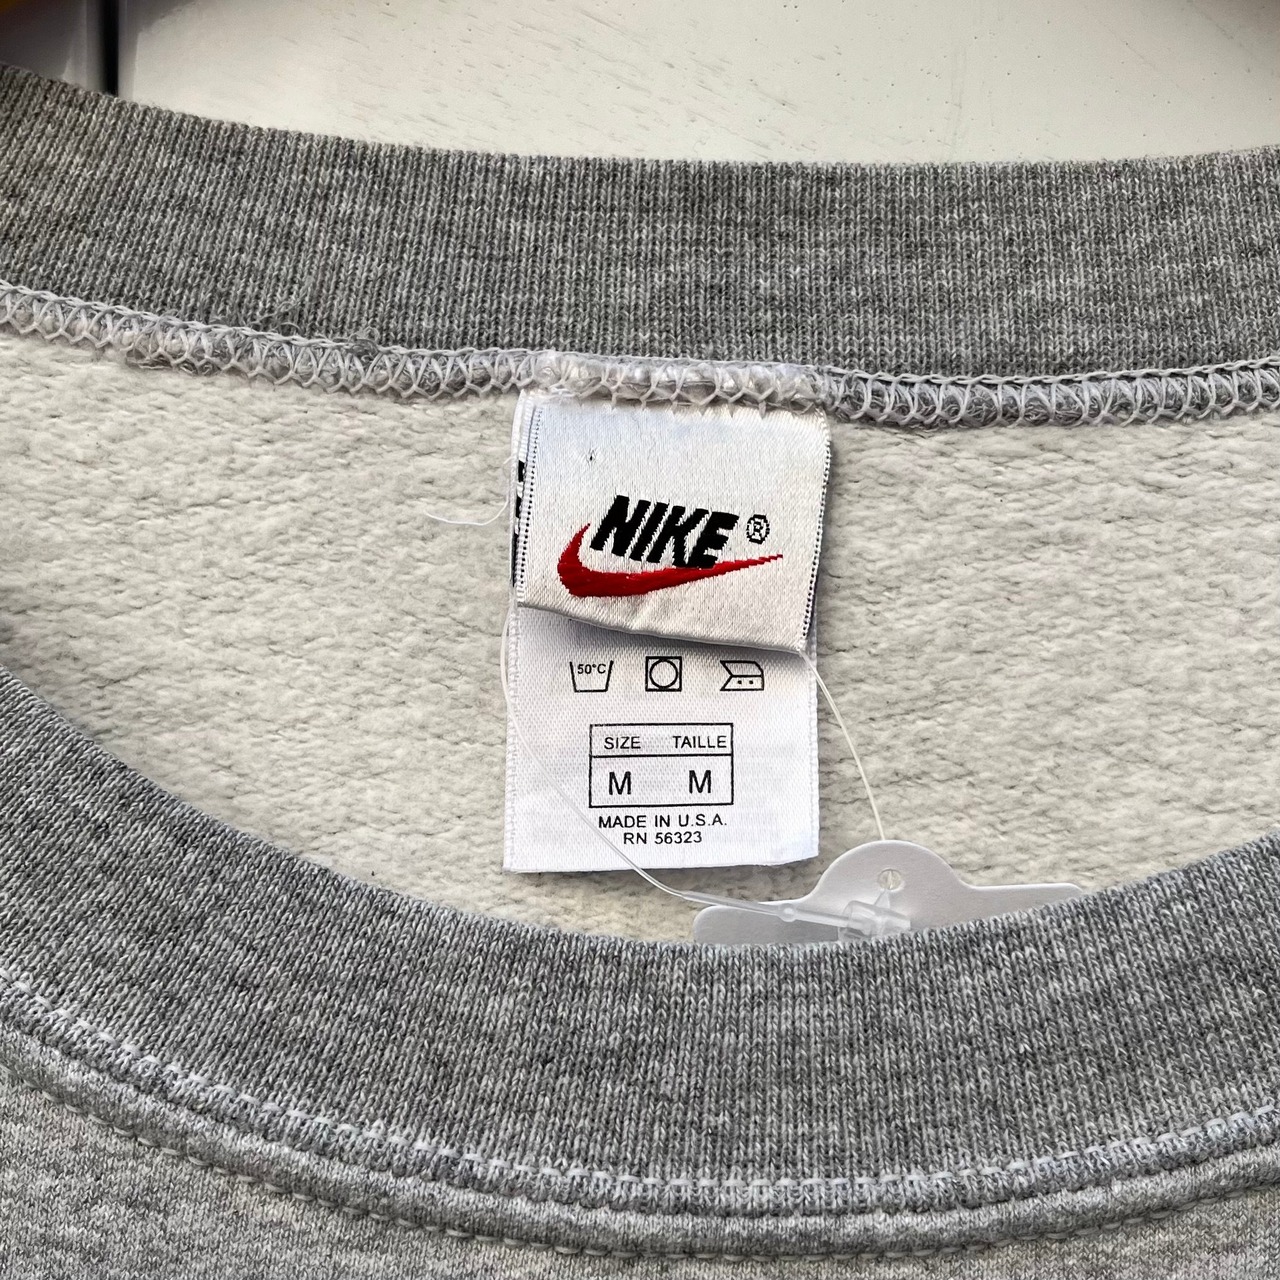 NIKE®
50°C
SIZE TAILLE
M M
MADE IN U.S.A.
RN 56323